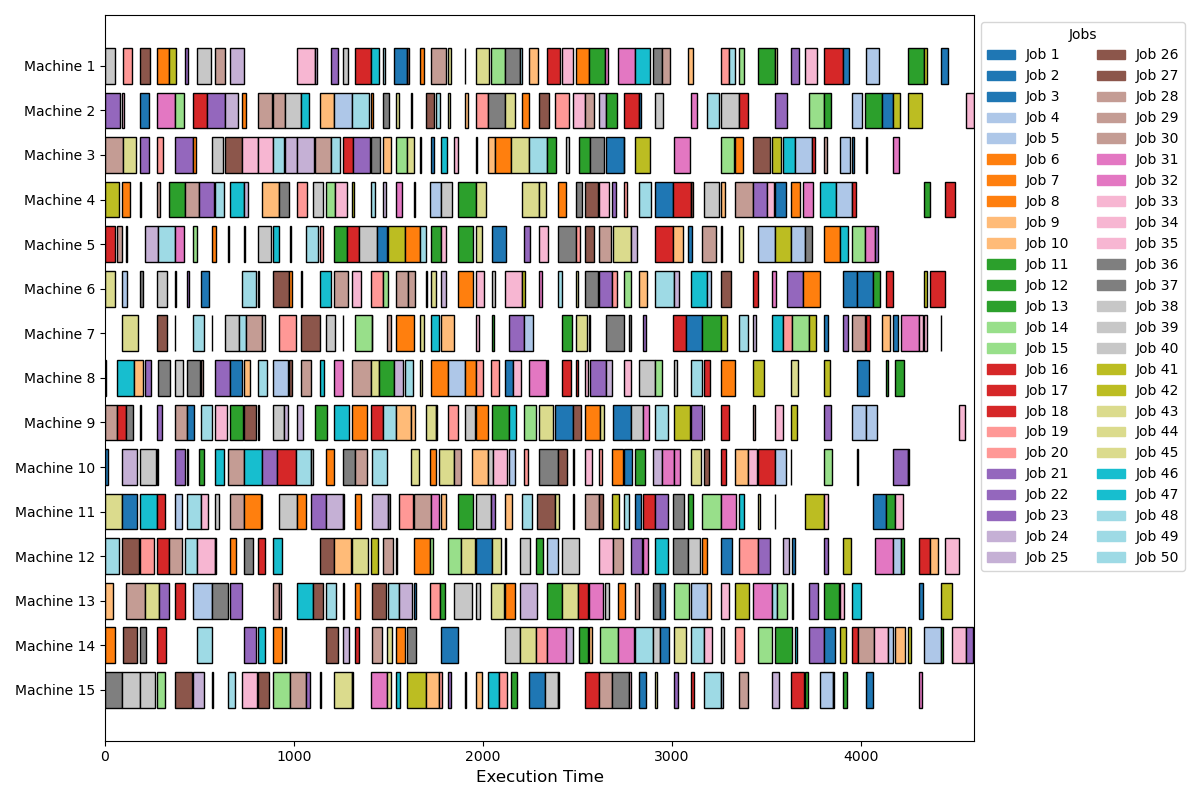 Machine 1
Machine 2
Machine 3
Machine 4
Machine 5
Machine 6
Machine 7
Machine 8
Machine 9
Machine 10
Machine 11
Machine 12
Machine 13
Machine 14
Machine 15
0 1000 2000 3000 4000
Execution Time
Jobs
Job 1 Job 26
Job 2 Job 27
Job 3 Job 28
Job 4 Job 29
Job 5 Job 30
Job 6 Job 31
Job 7 Job 32
Job 8 Job 33
Job 9 Job 34
Job 10 Job 35
Job 11 Job 36
Job 12 Job 37
Job 13 Job 38
Job 14 Job 39
Job 15 Job 40
Job 16 Job 41
Job 17 Job 42
Job 18 Job 43
Job 19 Job 44
Job 20 Job 45
Job 21 Job 46
Job 22 Job 47
Job 23 Job 48
Job 24 Job 49
Job 25 Job 50